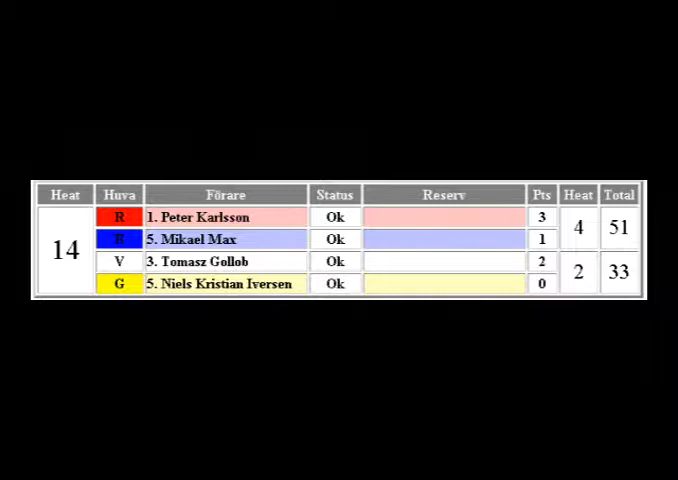 Heat Huva Förare Status Reserv Pts Heat Total
14 R 1. Peter Karlsson Ok 3 4 51
B 5. Mikael Max Ok 1
V 3. Tomasz Gollob Ok 2 2 33
G 5. Niels Kristian Iversen Ok 0